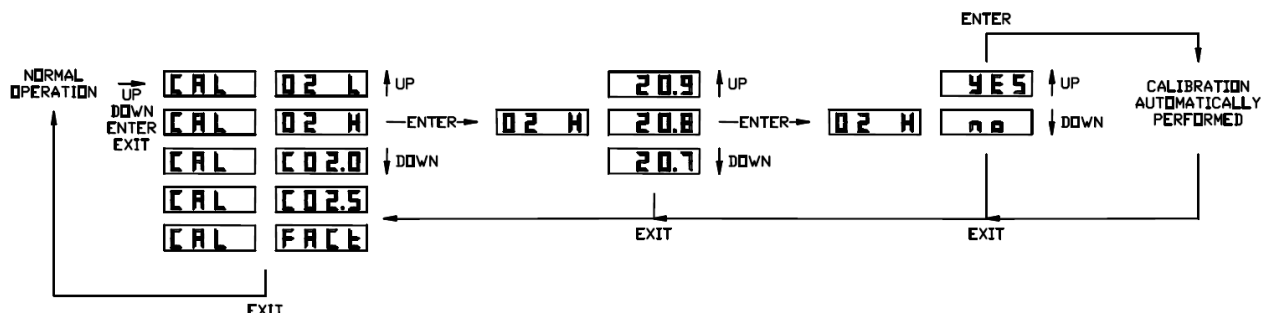 ENTER
NORMAL
OPERATION
UP
DOWN
ENTER
EXIT
CAL O2 L UP
CAL O2 H
CAL CO2.0 DOWN
CAL CO2.5
CAL FACt
ENTER
O2 H
20.9 UP
20.8
20.7 DOWN
ENTER
O2 H
YES UP
no DOWN
CALIBRATION
AUTOMATICALLY
PERFORMED
EXIT
EXIT
EXIT